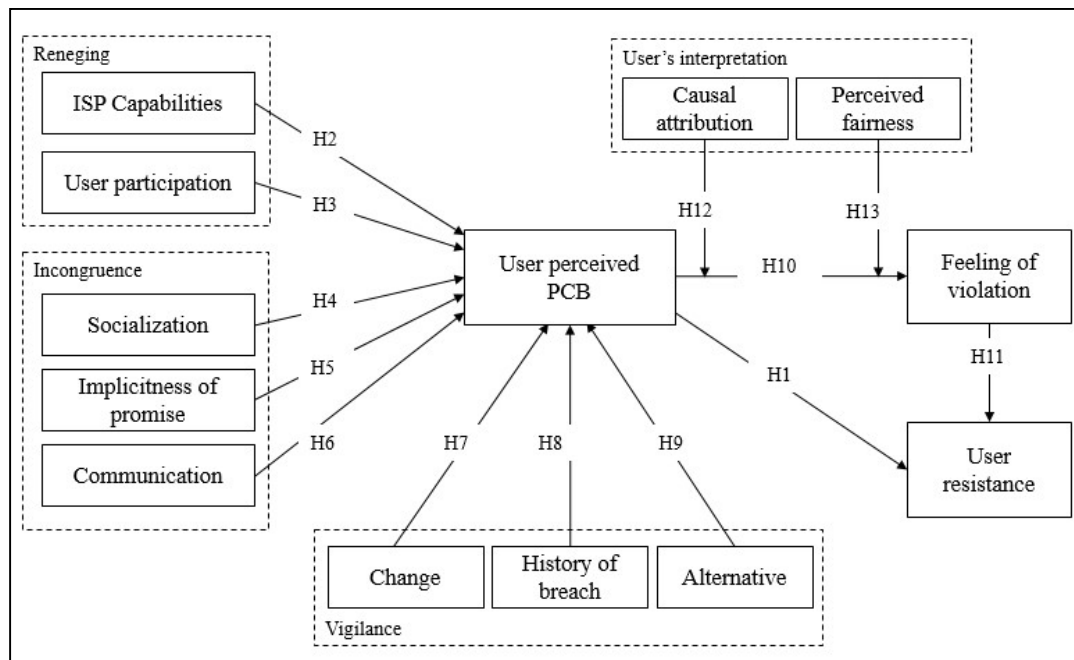 Reneging
ISP Capabilities
User participation
H2
H3
Incongruence
Socialization
Implicitness of
promise
Communication
H4
H5
H6
User perceived
PCB
User’s interpretation
Causal
attribution
Perceived
fairness
H12
H13
H10
Feeling of
violation
H11
H1
User
resistance
H7
H8
H9
Change
History of
breach
Alternative
Vigilance